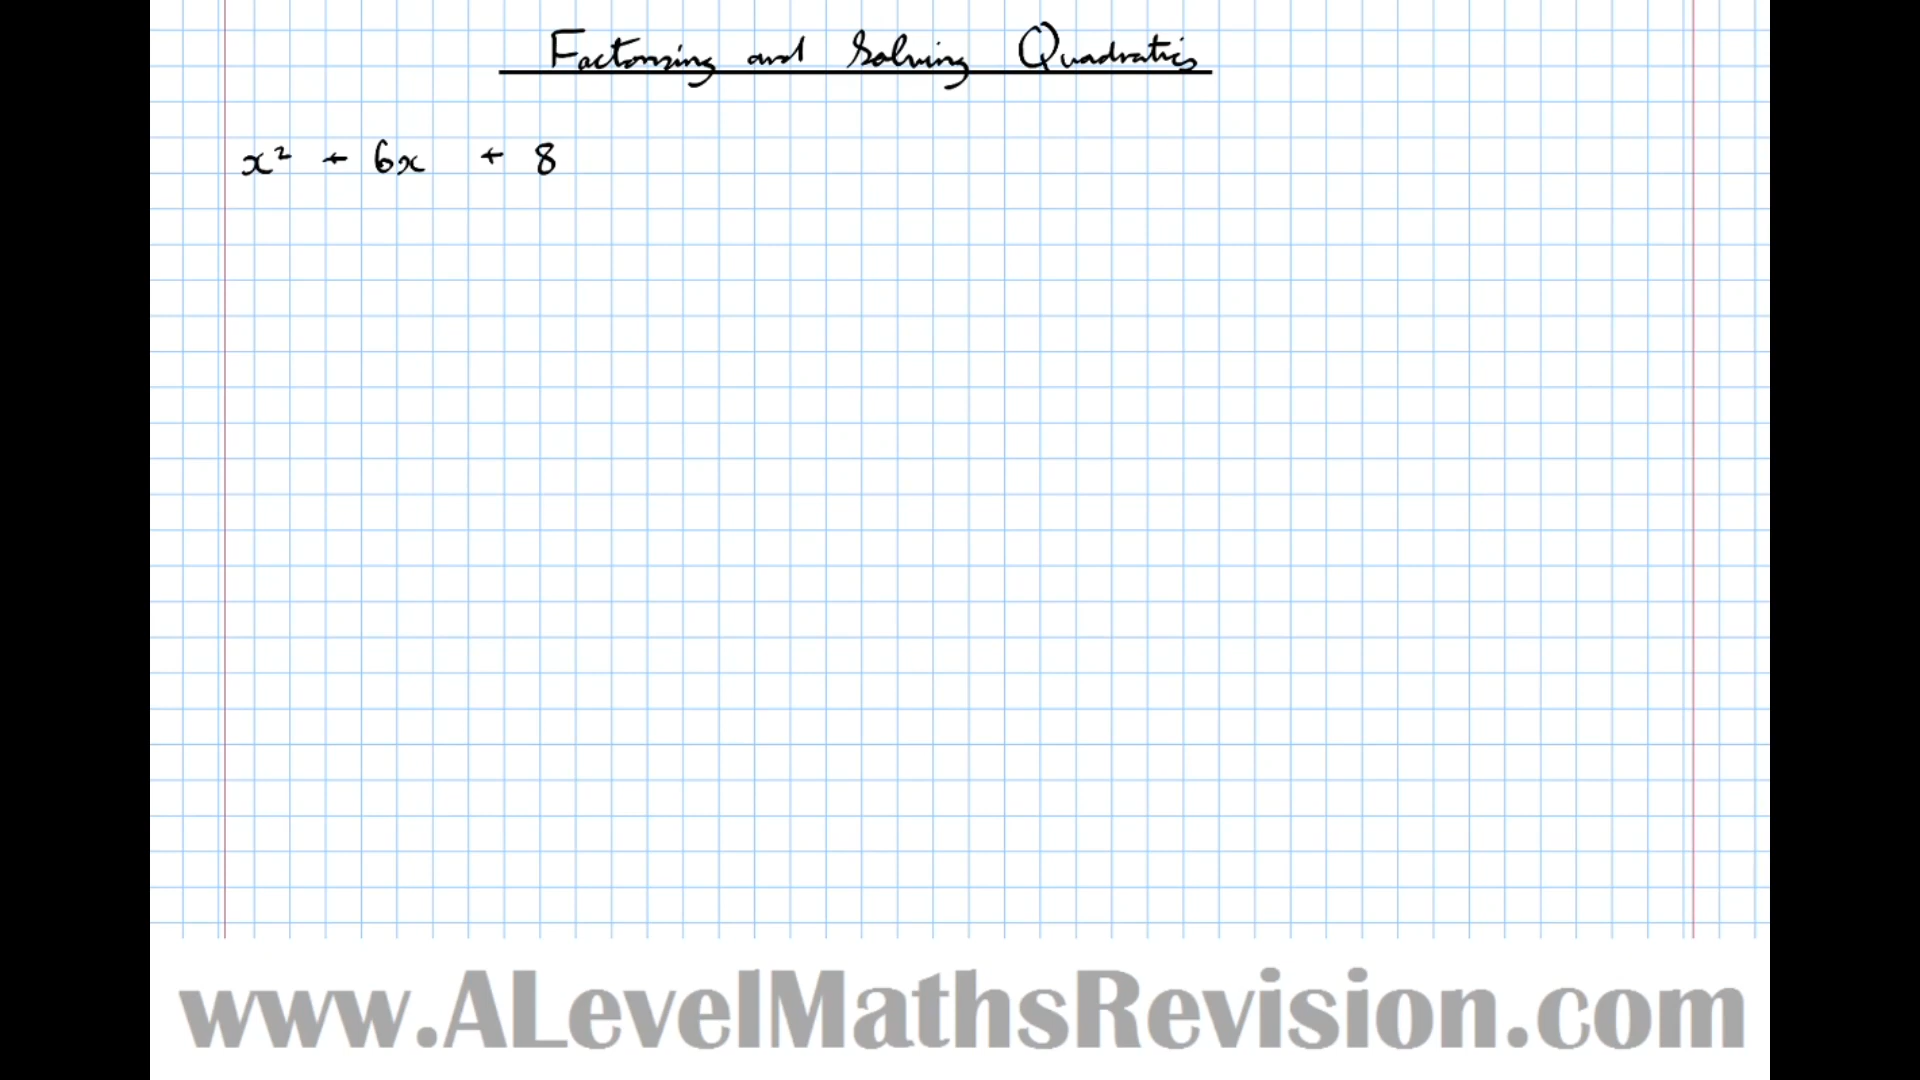 Factorising and Solving Quadratics
x² + 6x + 8
www.ALevelMathsRevision.com